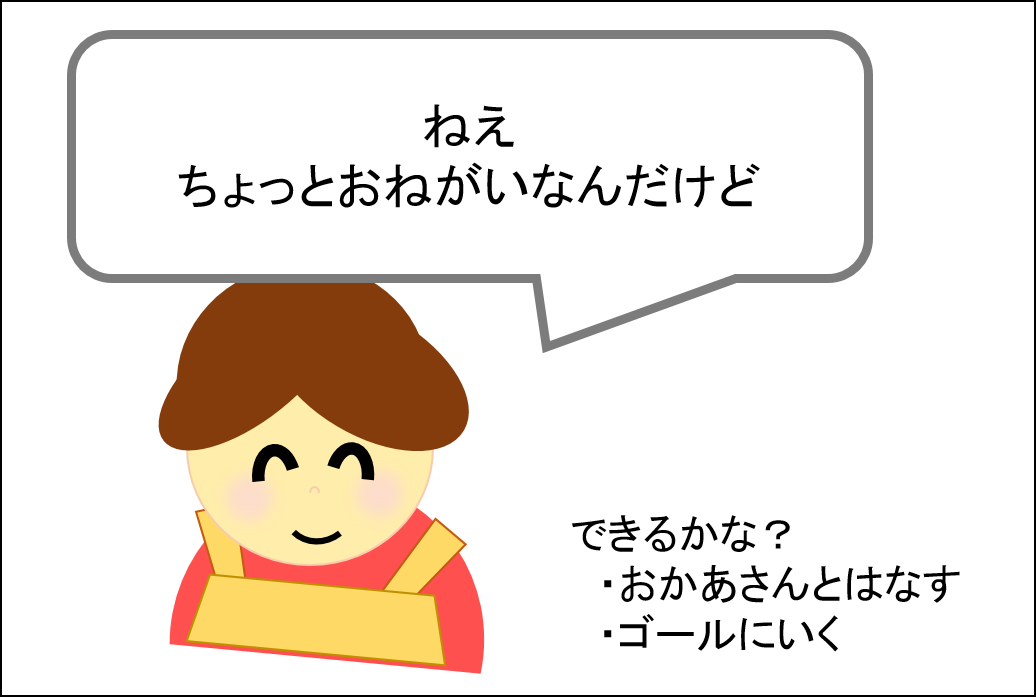 ねえ
ちょっとおねがいなんだけど
できるかな？
・おかあさんとはなす
・ゴールにいく